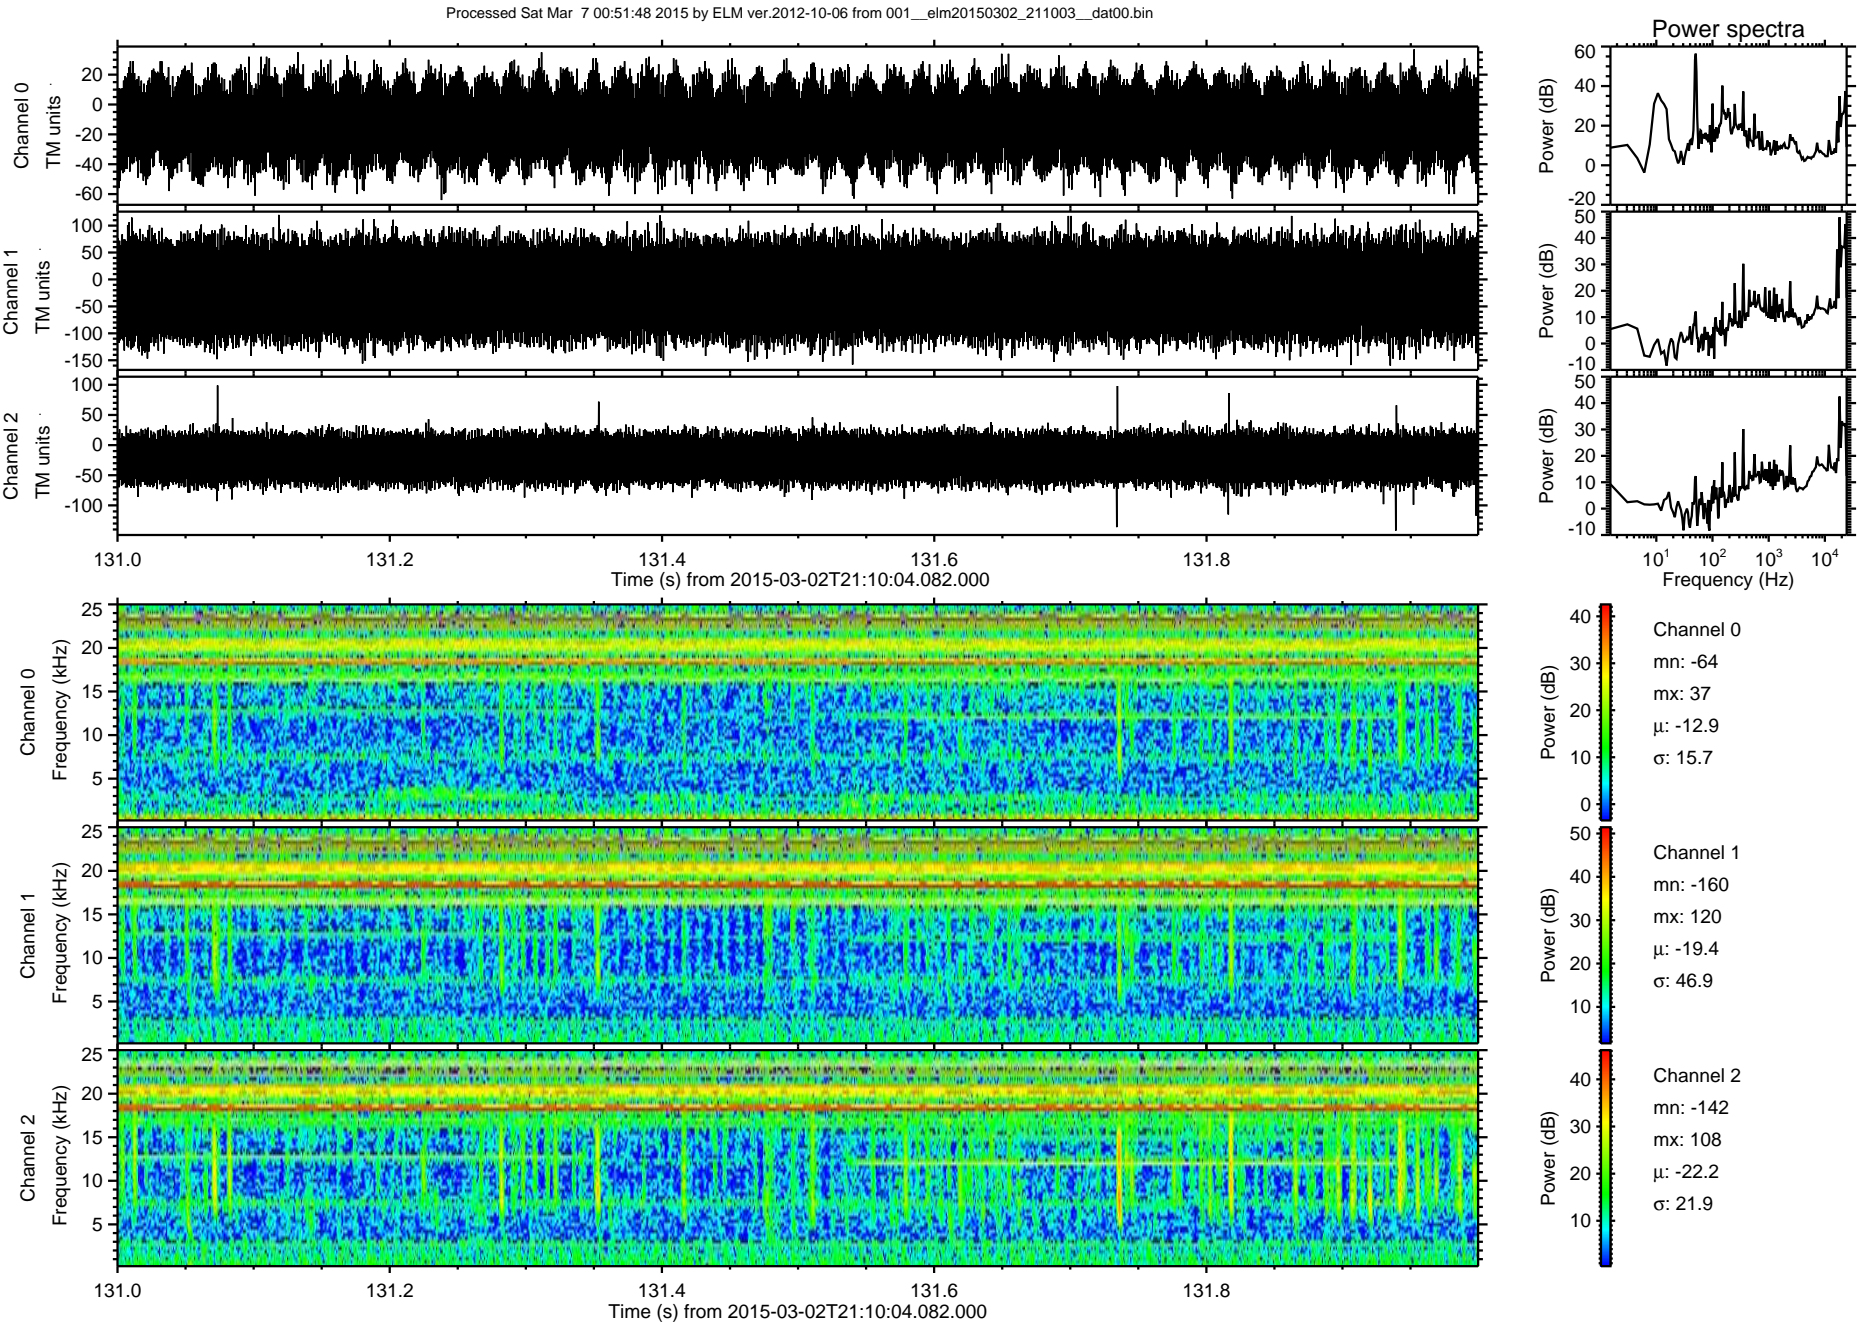 Processed Sat Mar  7 00:51:48 2015 by ELM ver.2012-10-06 from 001__elm20150302_211003__dat00.bin
Power spectra
Channel 0
TM units
20
0
-20
-40
-60
Power (dB)
60
40
20
0
-20
Channel 1
TM units
100
50
0
-50
-100
-150
Power (dB)
50
40
30
20
10
0
-10
Channel 2
TM units
100
50
0
-50
-100
Power (dB)
50
40
30
20
10
0
-10
131.0 131.2 131.4 131.6 131.8
Time (s) from 2015-03-02T21:10:04.082.000
10^1 10^2 10^3 10^4
Frequency (Hz)
Channel 0
Frequency (kHz)
25
20
15
10
5
Power (dB)
40
30
20
10
0
Channel 0
mn: -64
mx: 37
μ: -12.9
σ: 15.7
Channel 1
Frequency (kHz)
25
20
15
10
5
Power (dB)
50
40
30
20
10
Channel 1
mn: -160
mx: 120
μ: -19.4
σ: 46.9
Channel 2
Frequency (kHz)
25
20
15
10
5
Power (dB)
40
30
20
10
Channel 2
mn: -142
mx: 108
μ: -22.2
σ: 21.9
131.0 131.2 131.4 131.6 131.8
Time (s) from 2015-03-02T21:10:04.082.000